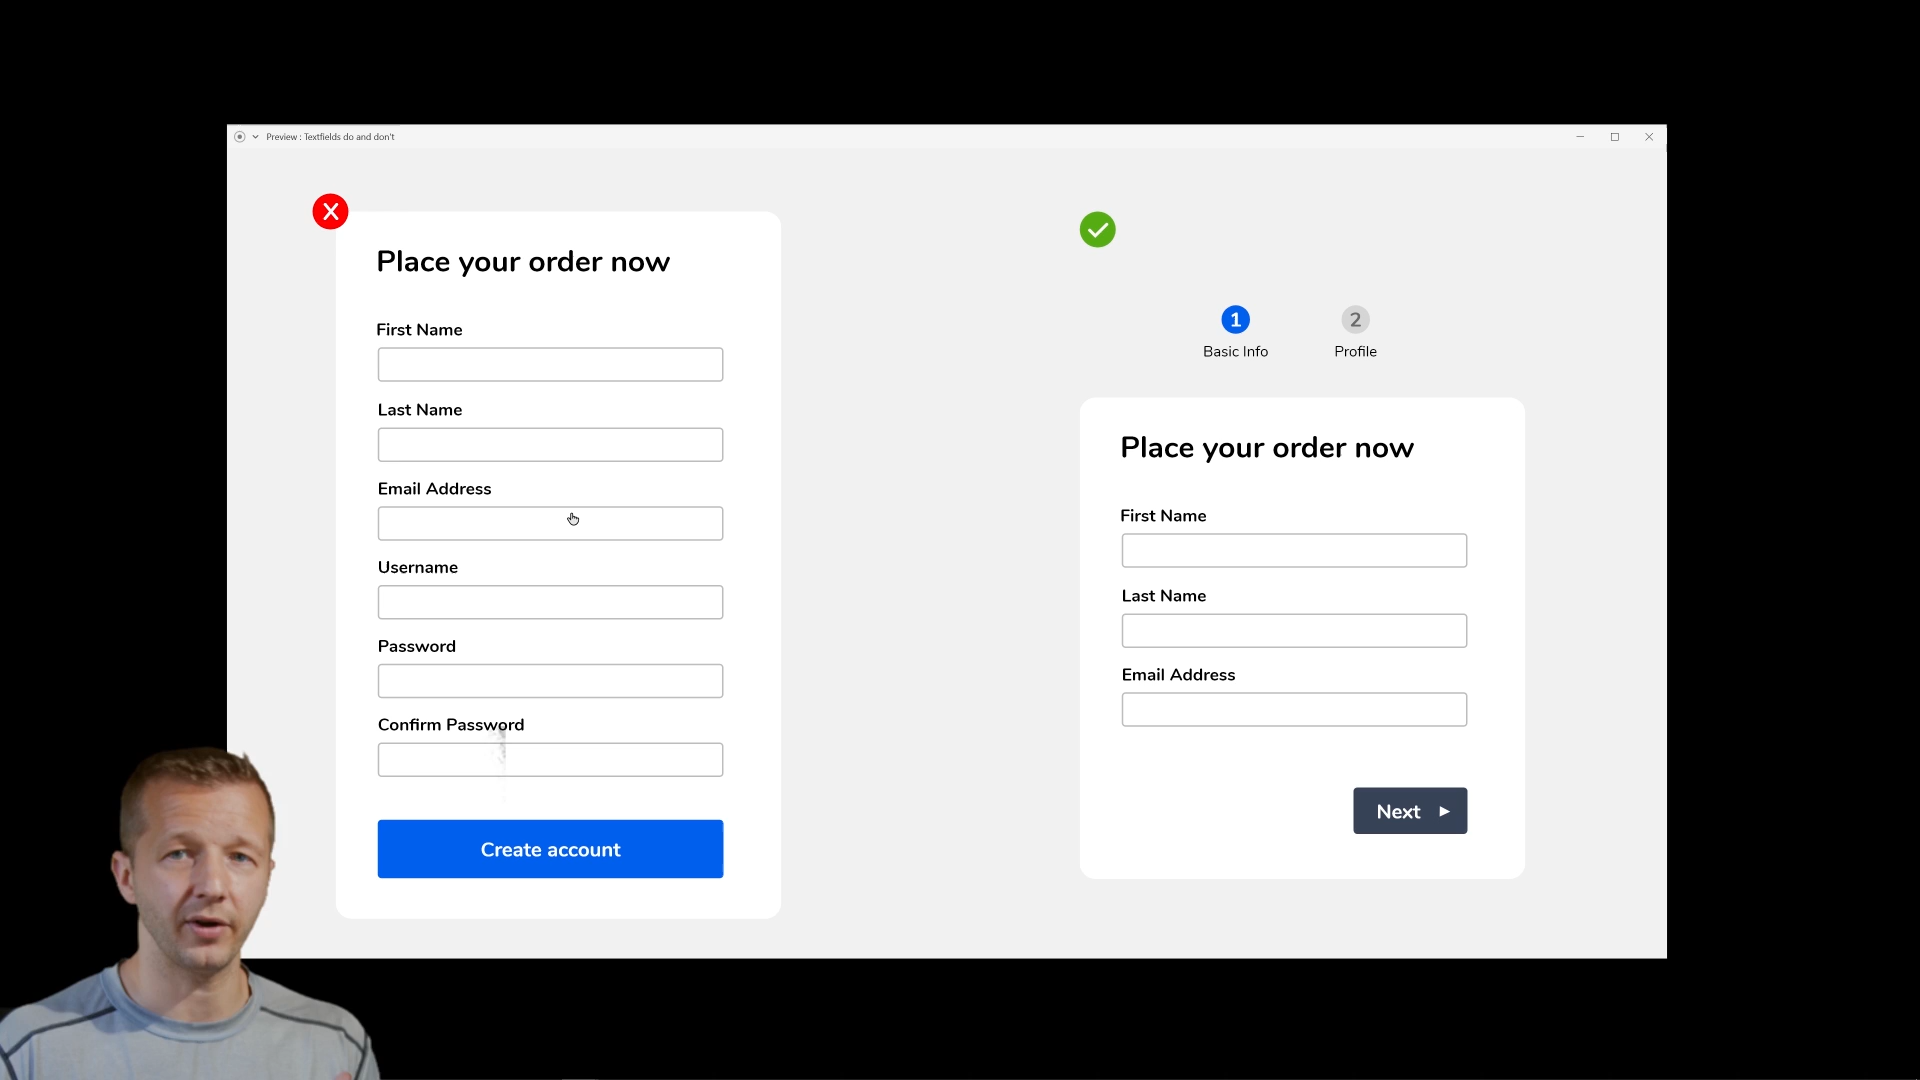 Preview : Textfields do and don't
X
Place your order now
First Name
Last Name
Email Address
Username
Password
Confirm Password
Create account
1
Basic Info
2
Profile
Place your order now
First Name
Last Name
Email Address
Next